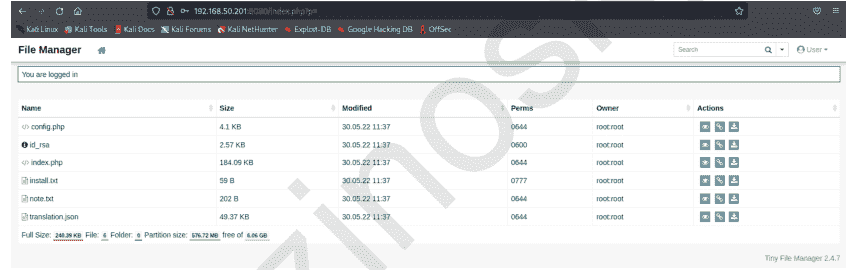 192.168.50.201:8080/index.php?p=
Kali Linux Kali Tools Kali Docs Kali Forums Kali NetHunter Exploit-DB Google Hacking DB OffSec
File Manager Search User
You are logged in
Name Size Modified Perms Owner Actions
config.php 4.1 KB 30.05.22 11:37 0644 root:root
id_rsa 2.57 KB 30.05.22 11:37 0600 root:root
index.php 184.09 KB 30.05.22 11:37 0644 root:root
install.txt 59 B 30.05.22 11:37 0777 root:root
note.txt 202 B 30.05.22 11:37 0644 root:root
translation.json 49.37 KB 30.05.22 11:37 0644 root:root
Full Size: 240.39 KB File: 6 Folder: 0 Partition size: 576.72 MB free of 6.06 GB
Tiny File Manager 2.4.7